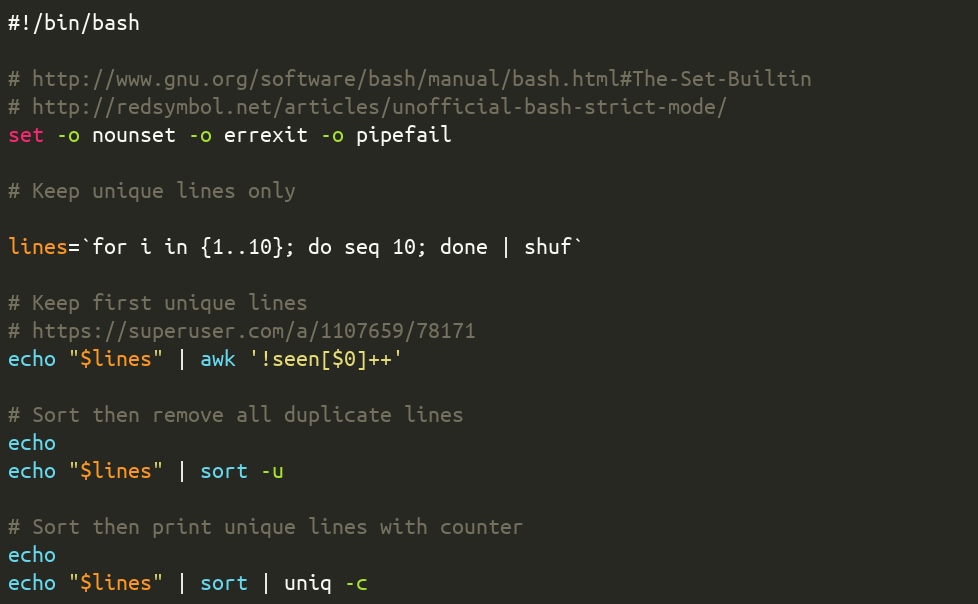 #!/bin/bash

# http://www.gnu.org/software/bash/manual/bash.html#The-Set-Builtin
# http://redsymbol.net/articles/unofficial-bash-strict-mode/
set -o nounset -o errexit -o pipefail

# Keep unique lines only

lines=`for i in {1..10}; do seq 10; done | shuf`

# Keep first unique lines
# https://superuser.com/a/1107659/78171
echo "$lines" | awk '!seen[$0]++'

# Sort then remove all duplicate lines
echo
echo "$lines" | sort -u

# Sort then print unique lines with counter
echo
echo "$lines" | sort | uniq -c